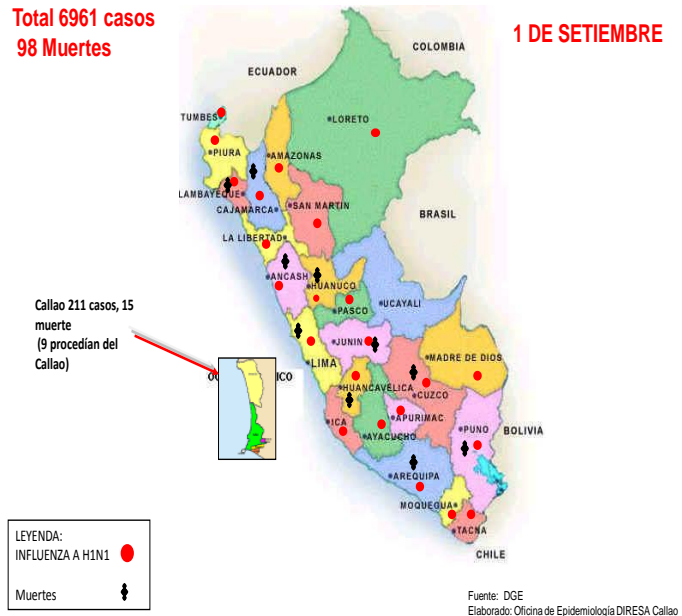 Total 6961 casos
98 Muertes
1 DE SETIEMBRE
COLOMBIA
ECUADOR
TUMBES
LORETO
PIURA
AMAZONAS
LAMBAYEQUE
SAN MARTIN
CAJAMARCA
BRASIL
LA LIBERTAD
ANCASH
HUANUCO
UCAYALI
PASCO
Callao 211 casos, 15
muerte
(9 procedían del
Callao)
JUNIN
LIMA
MADRE DE DIOS
HUANCAVELICA
CUZCO
APURIMAC
ICA
AYACUCHO
PUNO
BOLIVIA
AREQUIPA
MOQUEGUA
TACNA
CHILE
LEYENDA:
INFLUENZA A H1N1
Muertes
Fuente: DGE
Elaborado: Oficina de Epidemiología DIRESA Callao